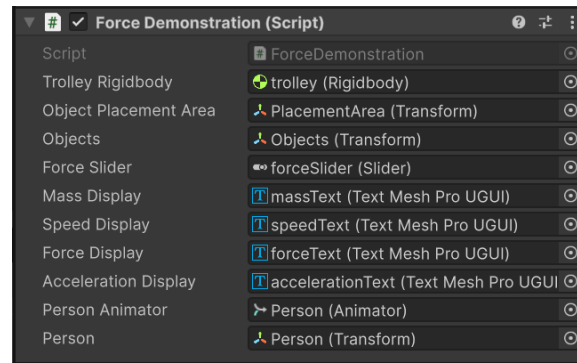 Force Demonstration (Script)
Script ForceDemonstration
Trolley Rigidbody trolley (Rigidbody)
Object Placement Area PlacementArea (Transform)
Objects Objects (Transform)
Force Slider forceSlider (Slider)
Mass Display massText (Text Mesh Pro UGUI)
Speed Display speedText (Text Mesh Pro UGUI)
Force Display forceText (Text Mesh Pro UGUI)
Acceleration Display accelerationText (Text Mesh Pro UGUI
Person Animator Person (Animator)
Person Person (Transform)